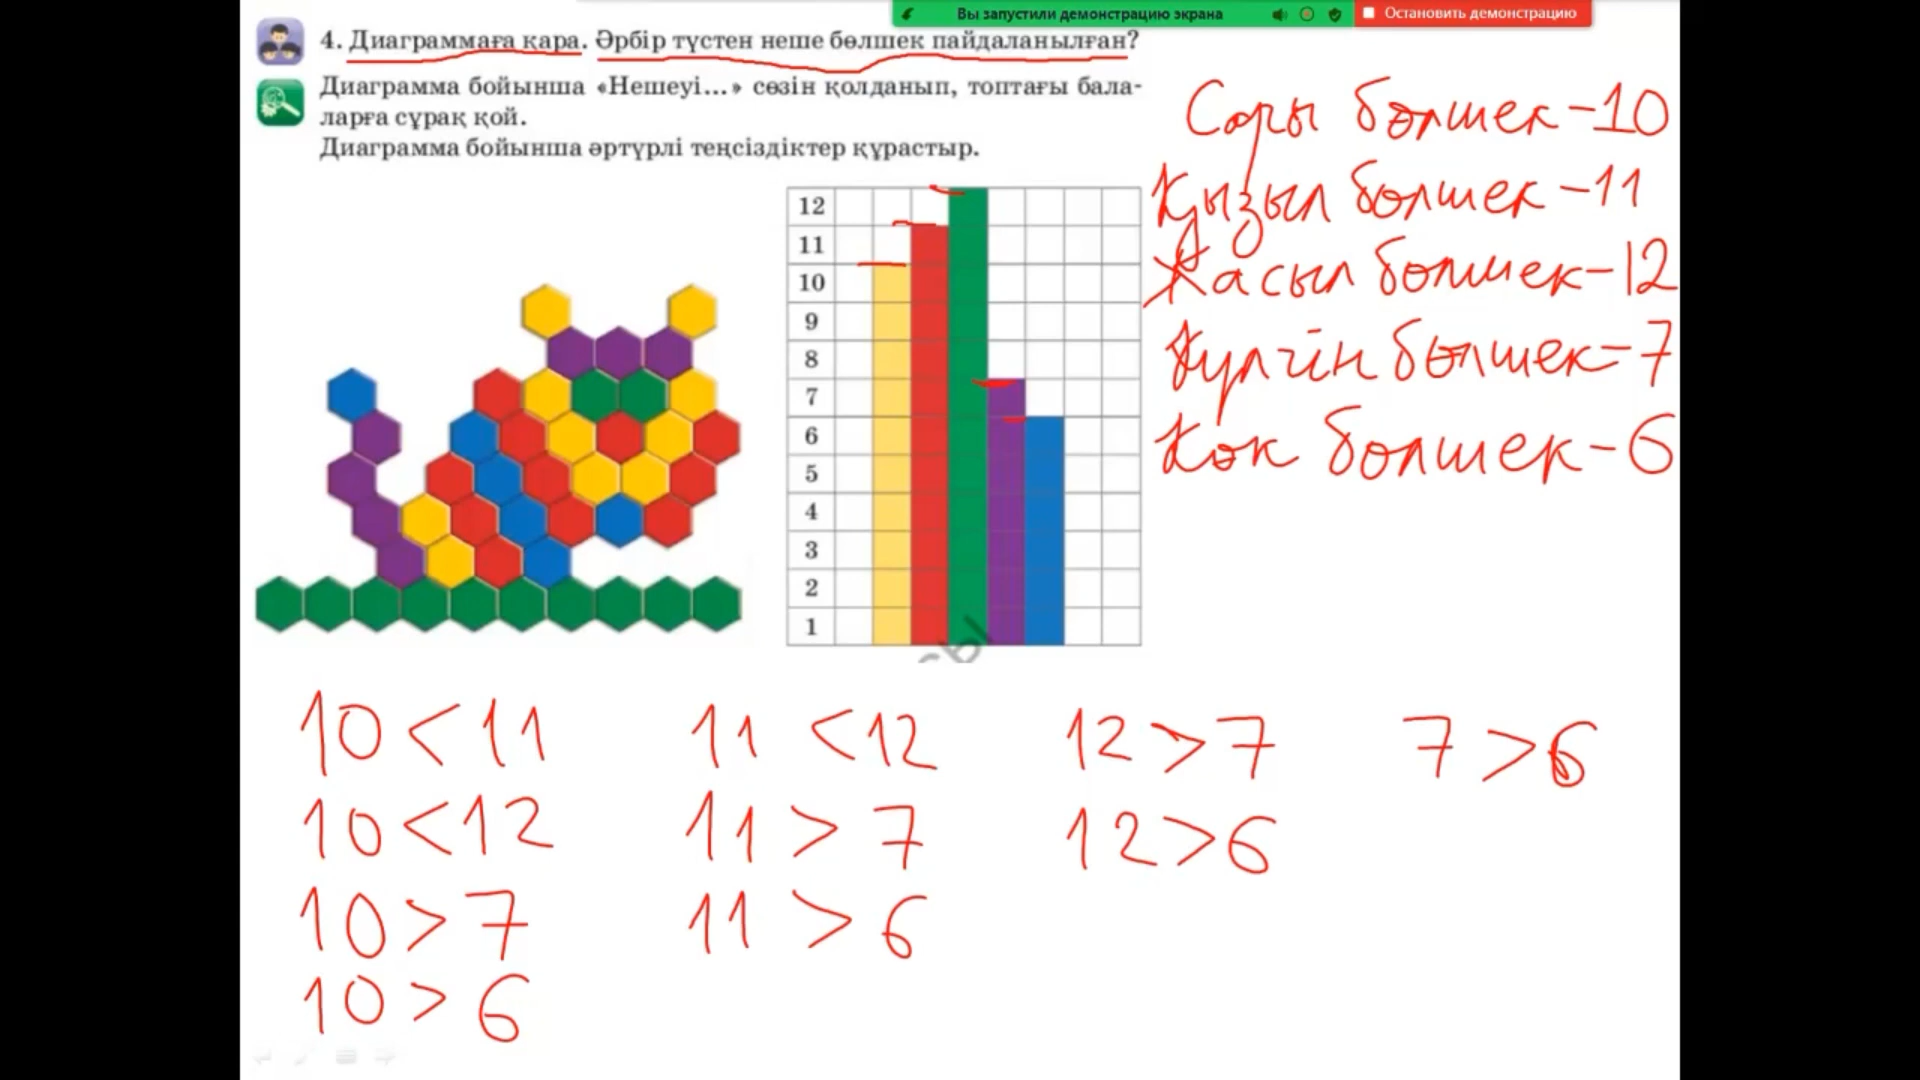 Вы запустили демонстрацию экрана
Остановить демонстрацию
4. Диаграммаға қара. Әрбір түстен неше бөлшек пайдаланылған?
Диаграмма бойынша «Нешеуі...» сөзін қолданып, топтағы бала-
ларға сұрақ қой.
Диаграмма бойынша әртүрлі теңсіздіктер құрастыр.
Сары бөлшек-10
Қызыл бөлшек-11
Жасыл бөлшек-12
Күлгін бөлшек-7
Көк бөлшек-6
12
11
10
9
8
7
6
5
4
3
2
1
10 < 11
10 < 12
10 > 7
10 > 6
11 < 12
11 > 7
11 > 6
12 > 7
12 > 6
7 > 6